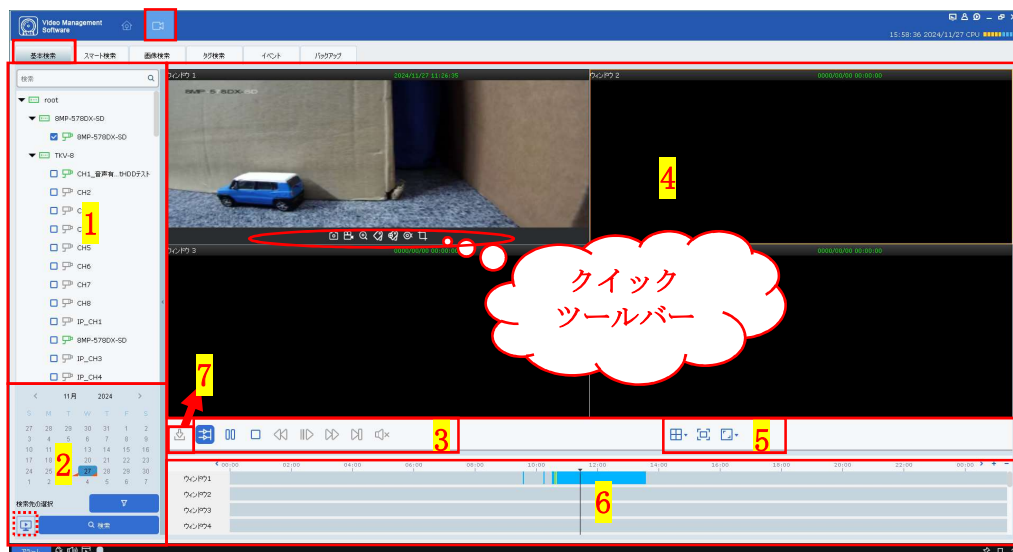 Video Management
Software
15:58:36 2024/11/27 CPU
基本検索 スマート検索 画像検索 タグ検索 イベント バックアップ
検索
ウィンドウ 1 2024/11/27 11:26:35
ウィンドウ 2 0000/00/00 00:00:00
root
8MP-578DX-SD
8MP-578DX-SD
TKV-8
CH1_音声有...tHDDテスト
CH2
CH5
CH6
CH7
CH8
IP_CH1
8MP-578DX-SD
IP_CH3
IP_CH4
1
4
ウィンドウ 3 0000/00/00 00:00:00
0000/00/00 00:00:00
クイック
ツールバー
7
< 11月 2024 >
S M T W T F S
27 28 29 30 31 1 2
3 4 5 6 7 8 9
10 11 13 14 15 16
17 18 20 21 22 23
24 25 27 28 29 30
1 2 4 5 6 7
2
検索先の選択
検索
3
5
00:00 02:00 04:00 06:00 08:00 10:00 12:00 14:00 16:00 18:00 20:00 22:00 00:00
ウィンドウ1
ウィンドウ2
ウィンドウ3
ウィンドウ4
6